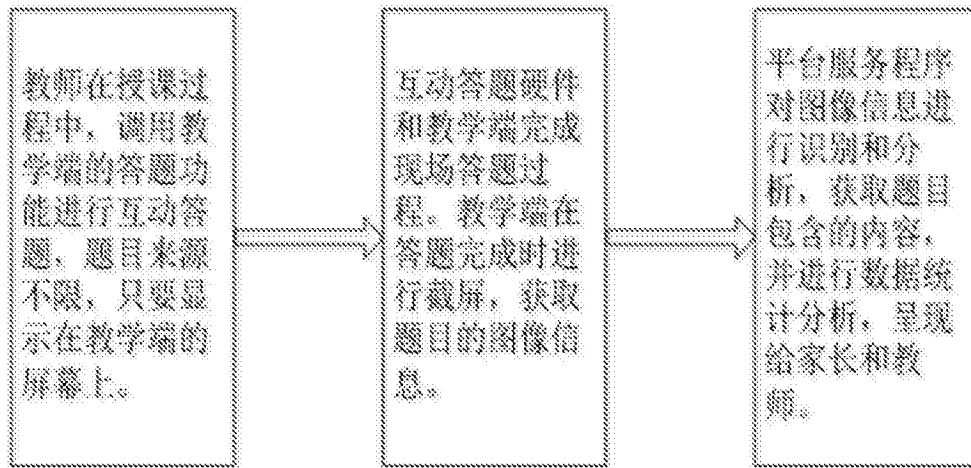 教师在授课过
程中，调用教
学端的答题功
能进行互动答
题，题目来源
不限，只要显
示在教学端的
屏幕上。
互动答题硬件
和教学端完成
现场答题过
程。教学端在
答题完成时进
行截屏，获取
题目的图像信
息。
平台服务程序
对图像信息进
行识别和分
析，获取题目
包含的内容，
并进行数据统
计分析，呈现
给家长和教
师。